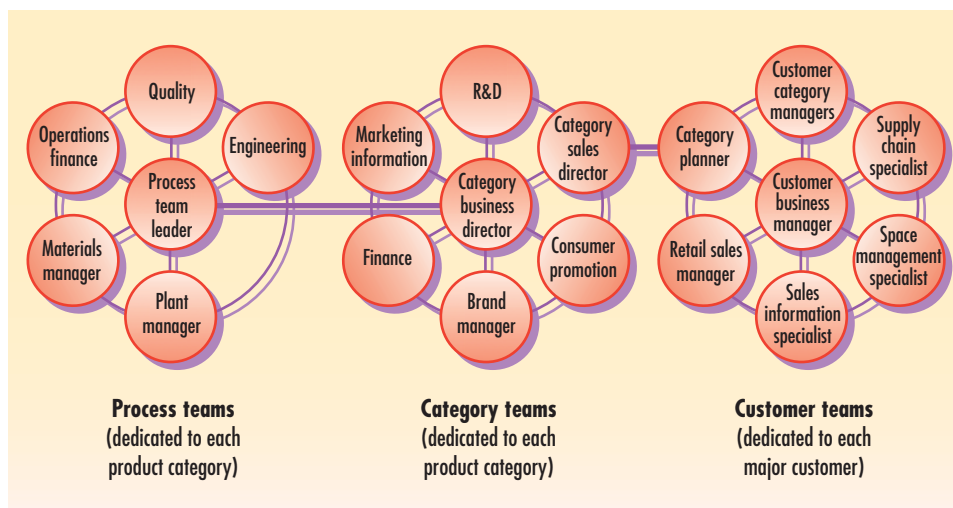 Quality
Operations
finance
Engineering
Process
team
leader
Materials
manager
Plant
manager
Process teams
(dedicated to each
product category)
R&D
Marketing
information
Category
sales
director
Category
business
director
Finance
Consumer
promotion
Brand
manager
Category teams
(dedicated to each
product category)
Customer
category
managers
Category
planner
Supply
chain
specialist
Customer
business
manager
Retail sales
manager
Space
management
specialist
Sales
information
specialist
Customer teams
(dedicated to each
major customer)